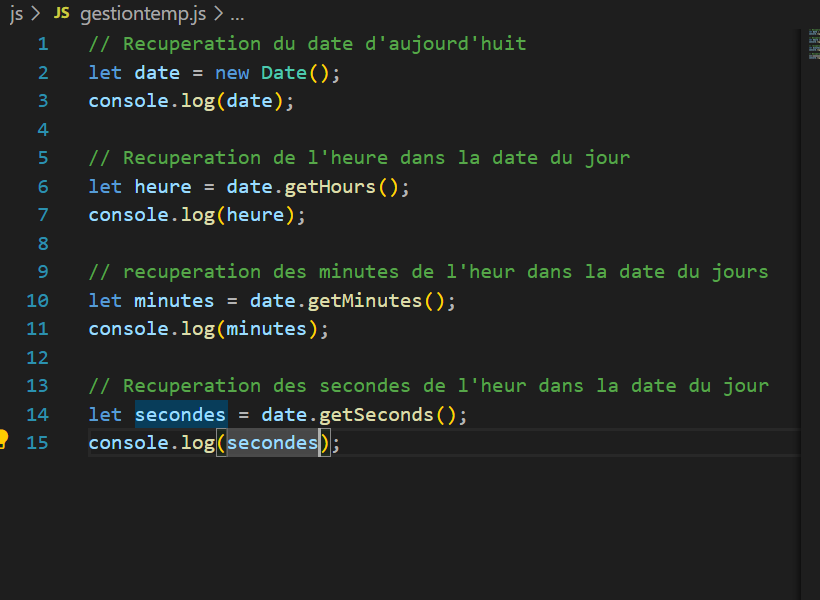 js > JS gestiontemp.js > ...
1 // Recuperation du date d'aujourd'huit
2 let date = new Date();
3 console.log(date);
4
5 // Recuperation de l'heure dans la date du jour
6 let heure = date.getHours();
7 console.log(heure);
8
9 // recuperation des minutes de l'heur dans la date du jours
10 let minutes = date.getMinutes();
11 console.log(minutes);
12
13 // Recuperation des secondes de l'heur dans la date du jour
14 let secondes = date.getSeconds();
15 console.log(secondes);